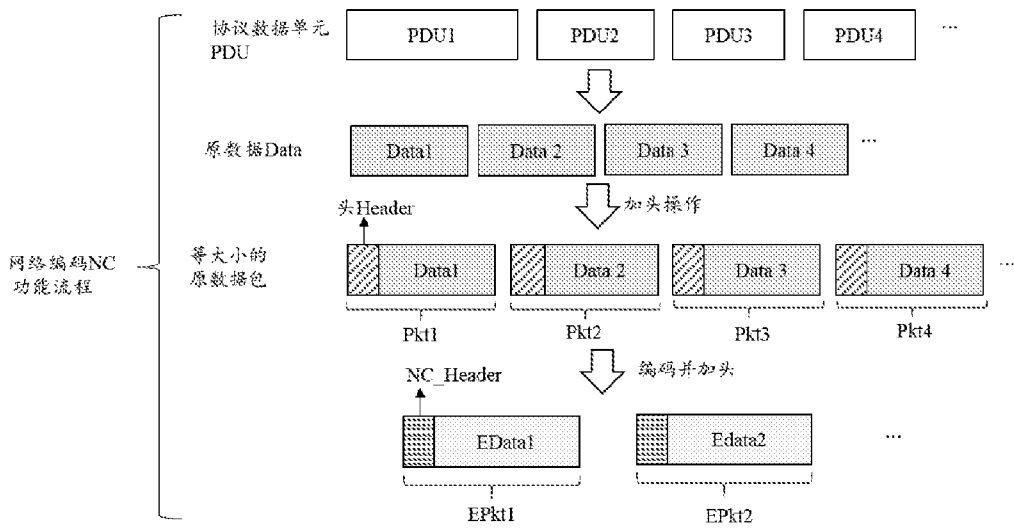 协议数据单元
PDU
PDU1
PDU2
PDU3
PDU4
...
原数据Data
Data1
Data 2
Data 3
Data 4
...
头Header
加头操作
网络编码NC
功能流程
等大小的
原数据包
Data1
Data 2
Data 3
Data 4
...
Pkt1
Pkt2
Pkt3
Pkt4
NC_Header
编码并加头
EData1
Edata2
...
EPkt1
EPkt2